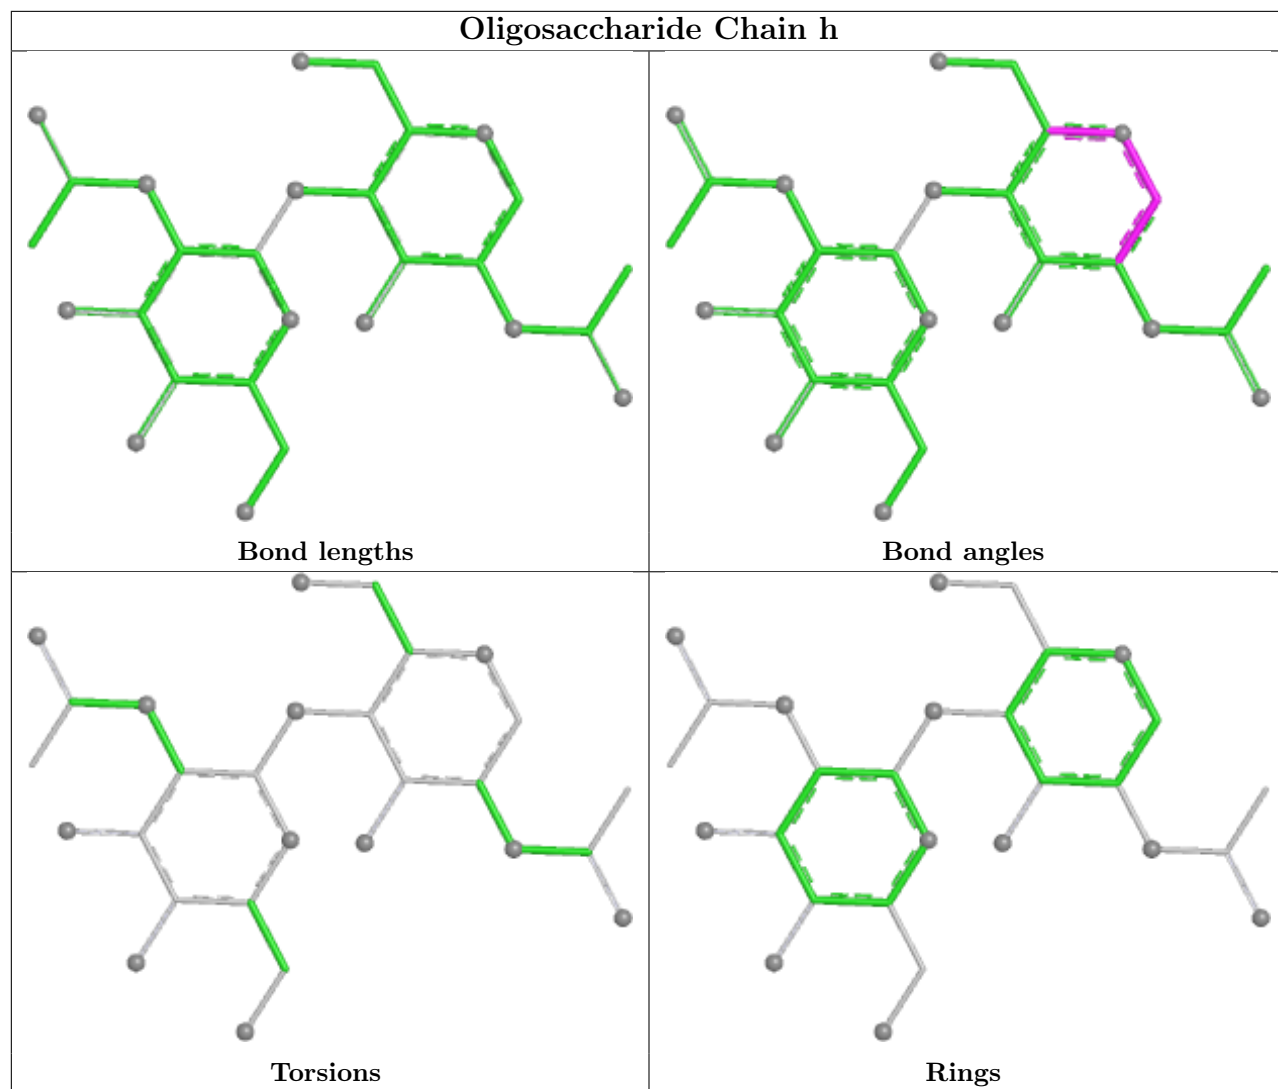 Oligosaccharide Chain h
Bond lengths
Bond angles
Torsions
Rings